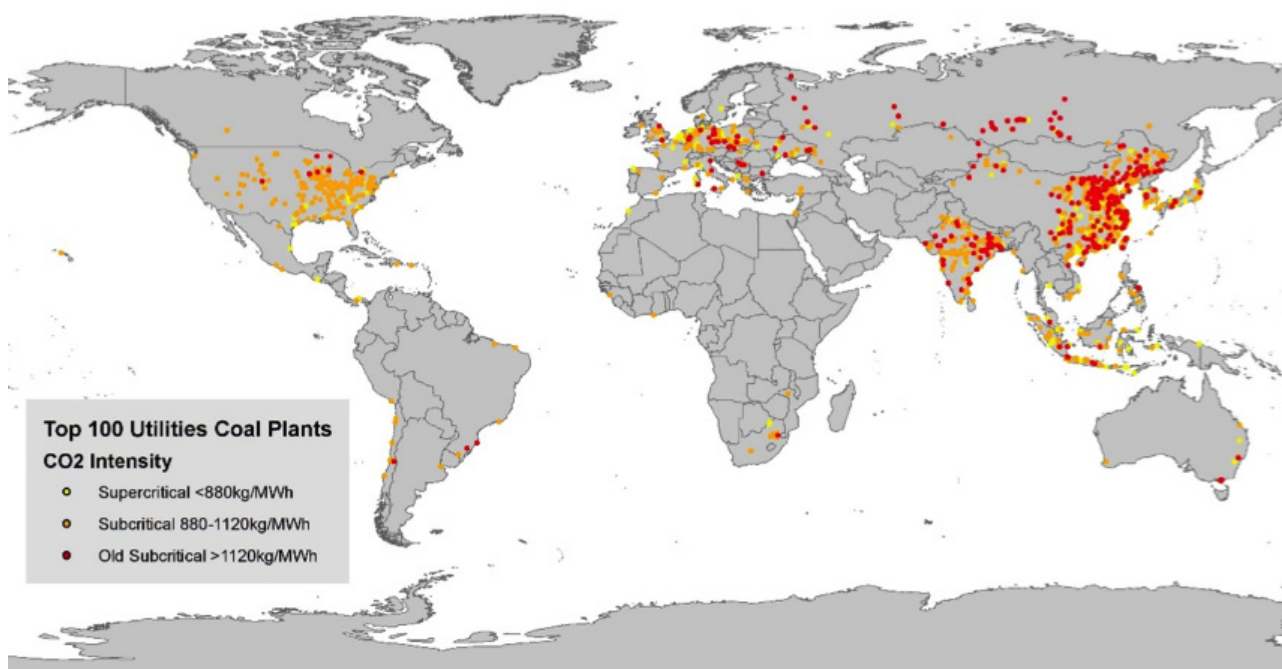 Top 100 Utilities Coal Plants
CO2 Intensity
Supercritical <880kg/MWh
Subcritical 880-1120kg/MWh
Old Subcritical >1120kg/MWh